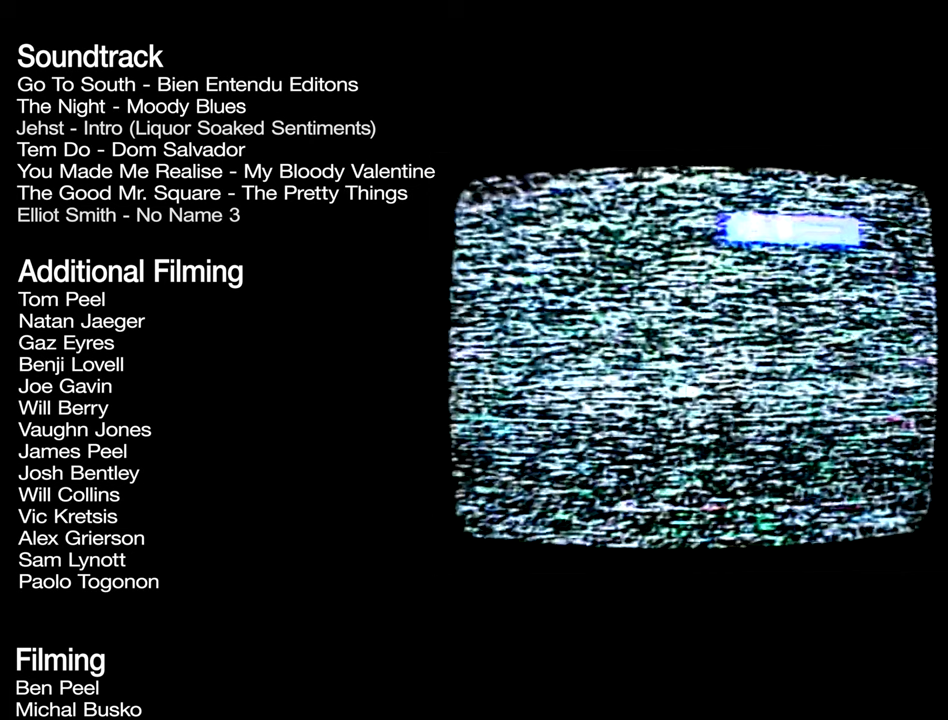 Soundtrack
Go To South - Bien Entendu Editons
The Night - Moody Blues
Jehst - Intro (Liquor Soaked Sentiments)
Tem Do - Dom Salvador
You Made Me Realise - My Bloody Valentine
The Good Mr. Square - The Pretty Things
Elliot Smith - No Name 3
Additional Filming
Tom Peel
Natan Jaeger
Gaz Eyres
Benji Lovell
Joe Gavin
Will Berry
Vaughn Jones
James Peel
Josh Bentley
Will Collins
Vic Kretsis
Alex Grierson
Sam Lynott
Paolo Togonon
Filming
Ben Peel
Michal Busko